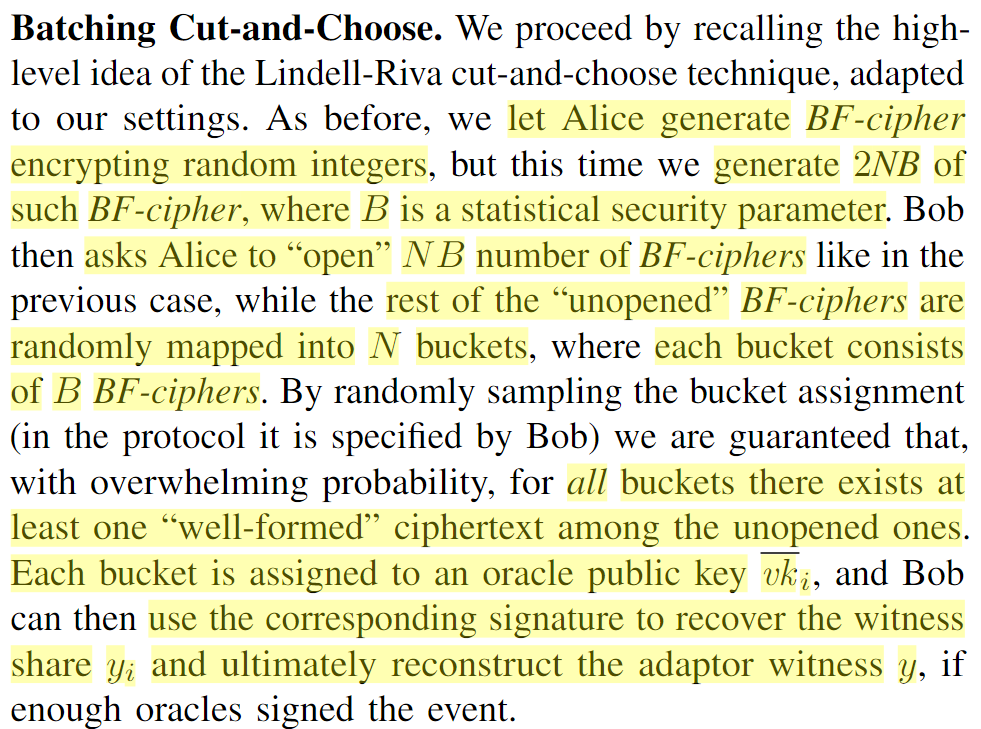 Batching Cut-and-Choose. We proceed by recalling the high-
level idea of the Lindell-Riva cut-and-choose technique, adapted
to our settings. As before, we let Alice generate BF-cipher
encrypting random integers, but this time we generate 2NB of
such BF-cipher, where B is a statistical security parameter. Bob
then asks Alice to “open” NB number of BF-ciphers like in the
previous case, while the rest of the “unopened” BF-ciphers are
randomly mapped into N buckets, where each bucket consists
of B BF-ciphers. By randomly sampling the bucket assignment
(in the protocol it is specified by Bob) we are guaranteed that,
with overwhelming probability, for all buckets there exists at
least one “well-formed” ciphertext among the unopened ones.
Each bucket is assigned to an oracle public key $\overline{vk}_i$, and Bob
can then use the corresponding signature to recover the witness
share $y_i$ and ultimately reconstruct the adaptor witness y, if
enough oracles signed the event.